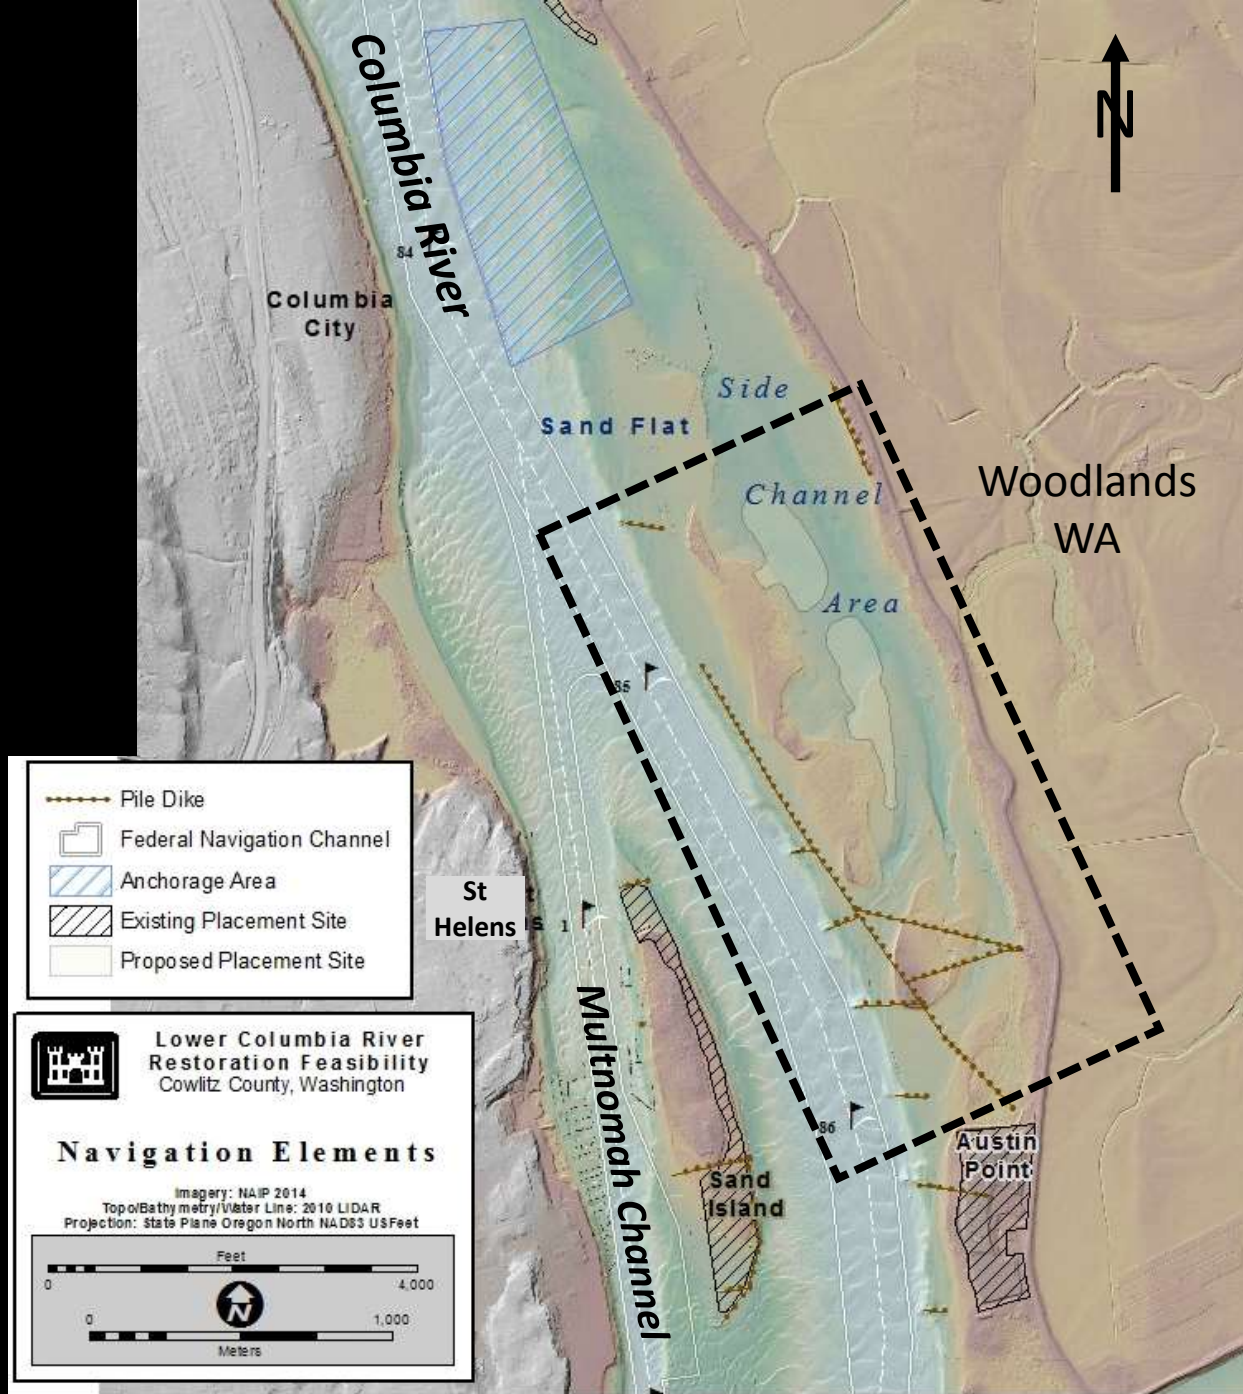 Columbia River
N
84
Columbia
City
Side
Sand Flat
Channel
Woodlands
WA
Area
85
Pile Dike
Federal Navigation Channel
Anchorage Area
Existing Placement Site
Proposed Placement Site
St
Helens
1
Multnomah Channel
86
Austin
Point
Sand
Island
Lower Columbia River
Restoration Feasibility
Cowlitz County, Washington
Navigation Elements
Imagery: NAIP 2014
Topo/Bathymetry/Water Line: 2010 LIDAR
Projection: State Plane Oregon North NAD83 USFeet
Feet
0 4,000
N
0 1,000
Meters